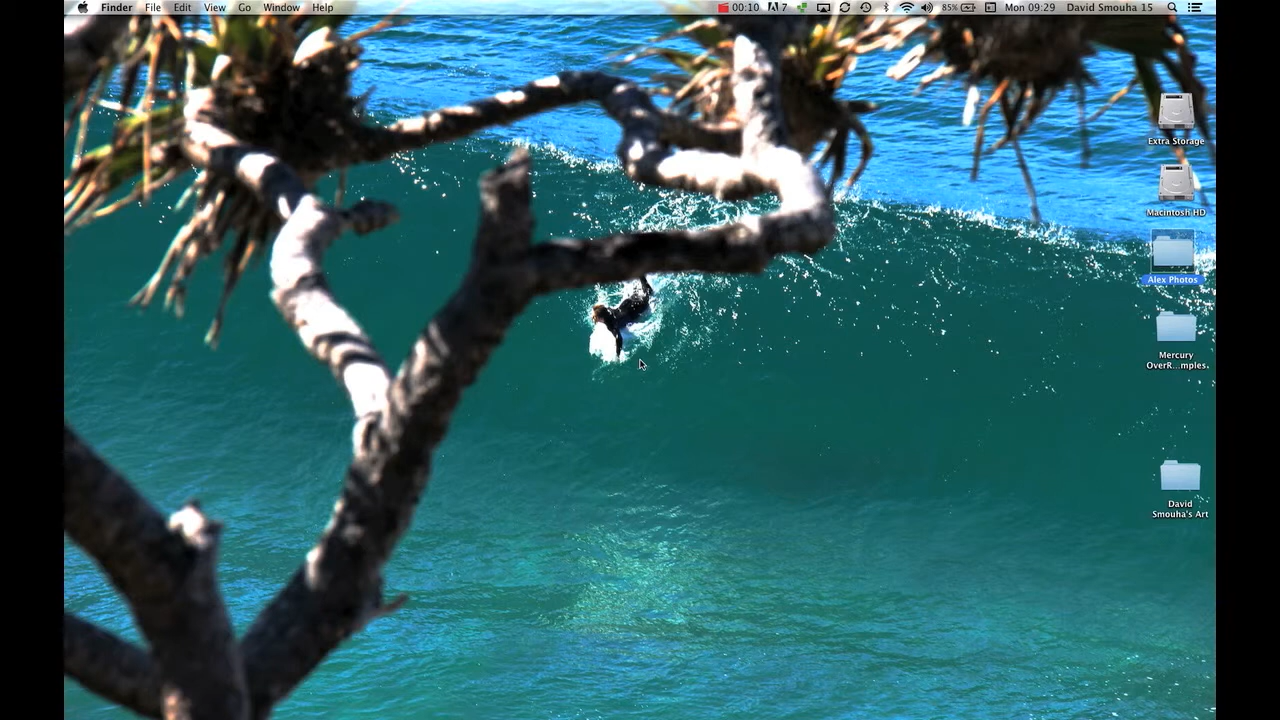 Finder File Edit View Go Window Help 00:10 7 85% Mon 09:29 David Smouha 15
Extra Storage
Macintosh HD
Alex Photos
Mercury
OverR...mples
David
Smouha's Art